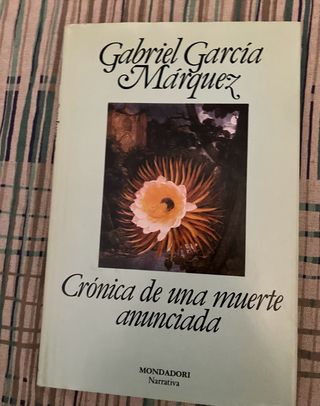 Gabriel García
Márquez
Crónica de una muerte
anunciada
MONDADORI
Narrativa